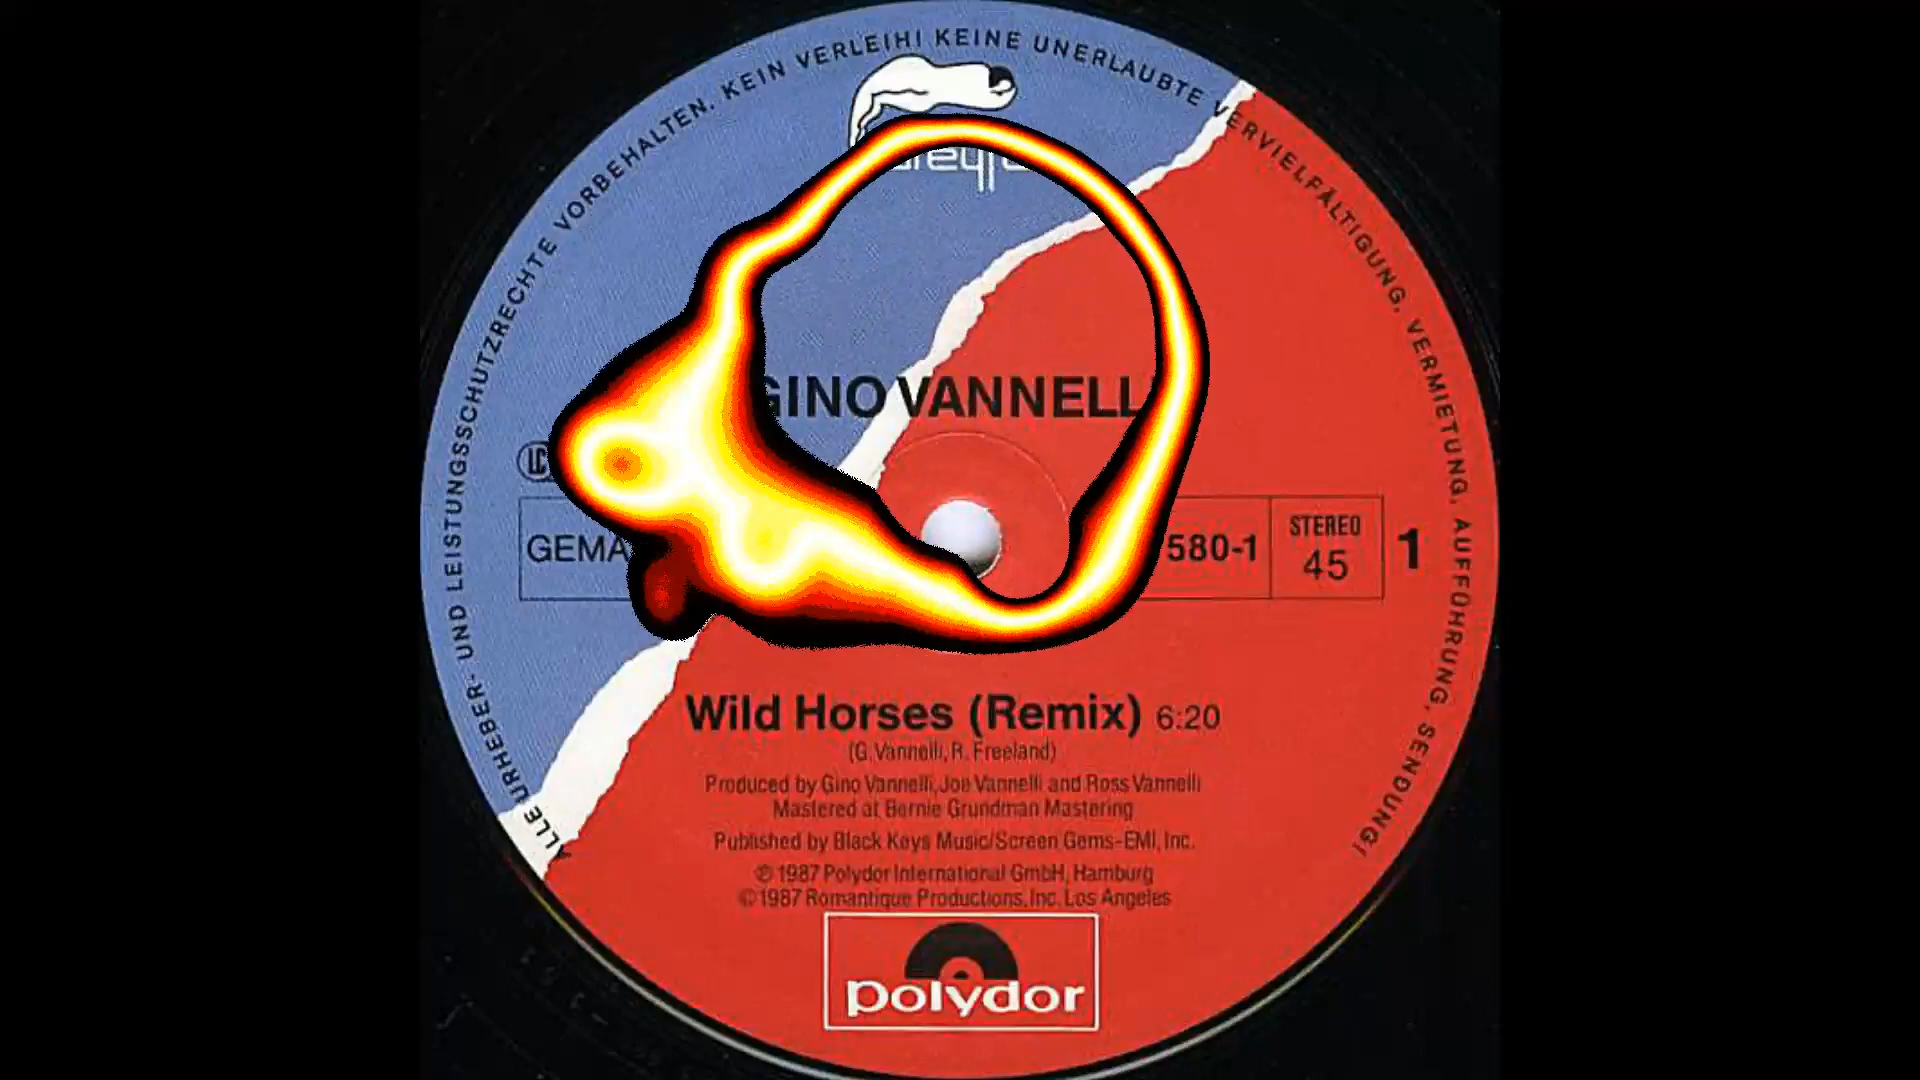 ALLE URHEBER- UND LEISTUNGSSCHUTZRECHTE VORBEHALTEN. KEIN VERLEIH! KEINE UNERLAUBTE VERVIELFÄLTIGUNG, VERMIETUNG, AUFFÜHRUNG, SENDUNG!
GINO VANNELL
LC
GEMA 580-1 STEREO 45 1
Wild Horses (Remix) 6:20
(G. Vannelli, R. Freeland)
Produced by Gino Vannelli, Joe Vannelli and Ross Vannelli
Mastered at Bernie Grundman Mastering
Published by Black Keys Music/Screen Gems-EMI, Inc.
℗ 1987 Polydor International GmbH, Hamburg
© 1987 Romantique Productions, Inc. Los Angeles
polydor